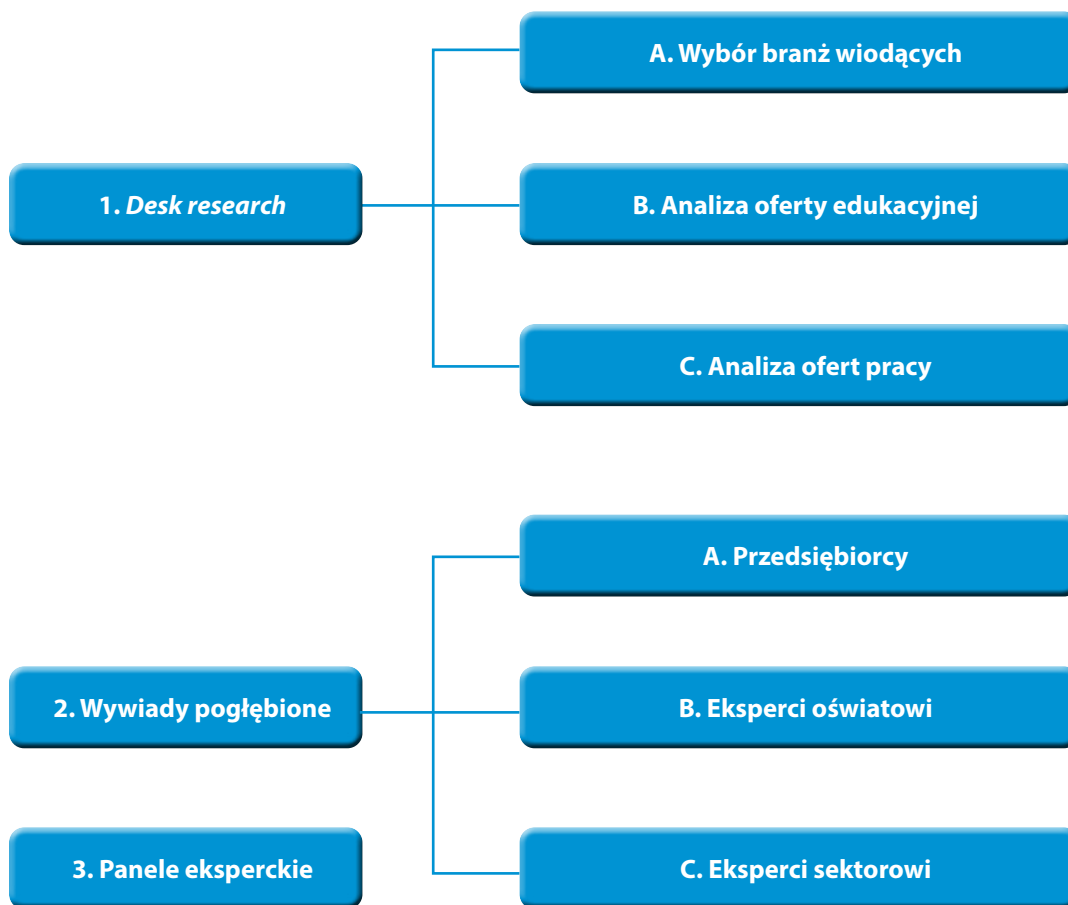 A. Wybór branż wiodących
1. Desk research
B. Analiza oferty edukacyjnej
C. Analiza ofert pracy
A. Przedsiębiorcy
2. Wywiady pogłębione
B. Eksperci oświatowi
3. Panele eksperckie
C. Eksperci sektorowi